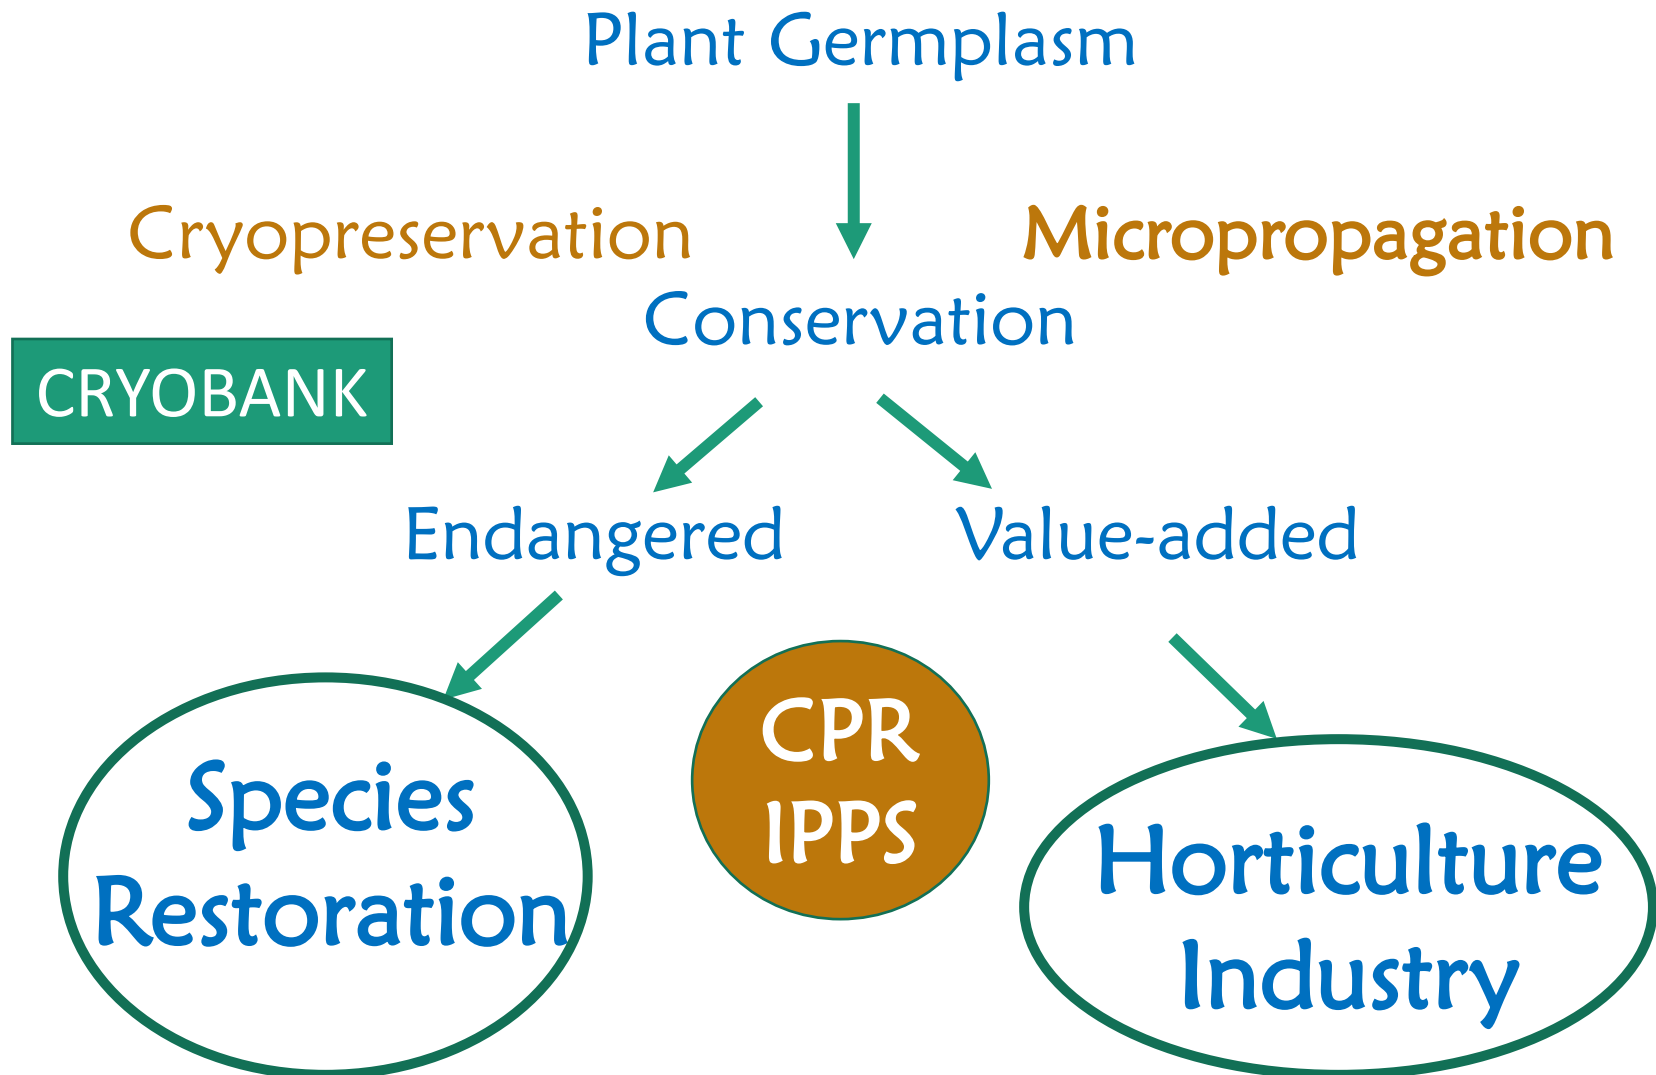 Plant Germplasm
Cryopreservation
Micropropagation
Conservation
CRYOBANK
Endangered
Value-added
CPR
IPPS
Species
Restoration
Horticulture
Industry